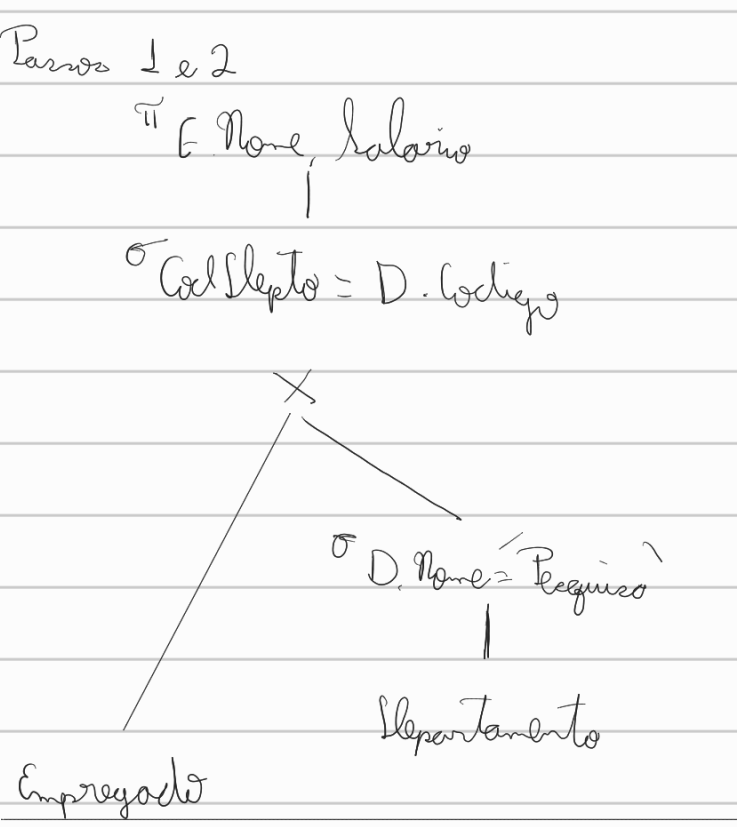 Passos 1 e 2
π E.Nome, Salario
σ CodDepto = D.Codigo
X
σ D.Nome = 'Pesquisa'
Departamento
Empregado